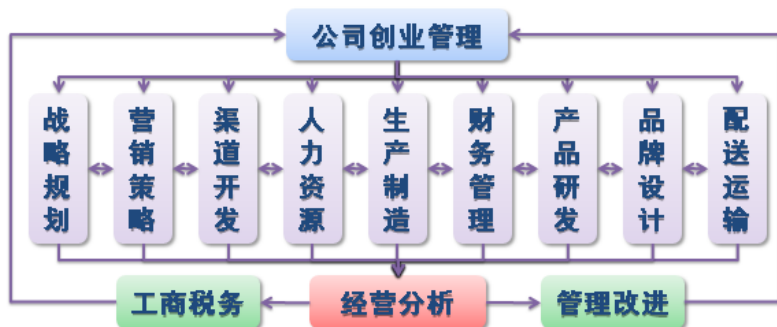 公司创业管理
战略规划
营销策略
渠道开发
人力资源
生产制造
财务管理
产品研发
品牌设计
配送运输
工商税务
经营分析
管理改进